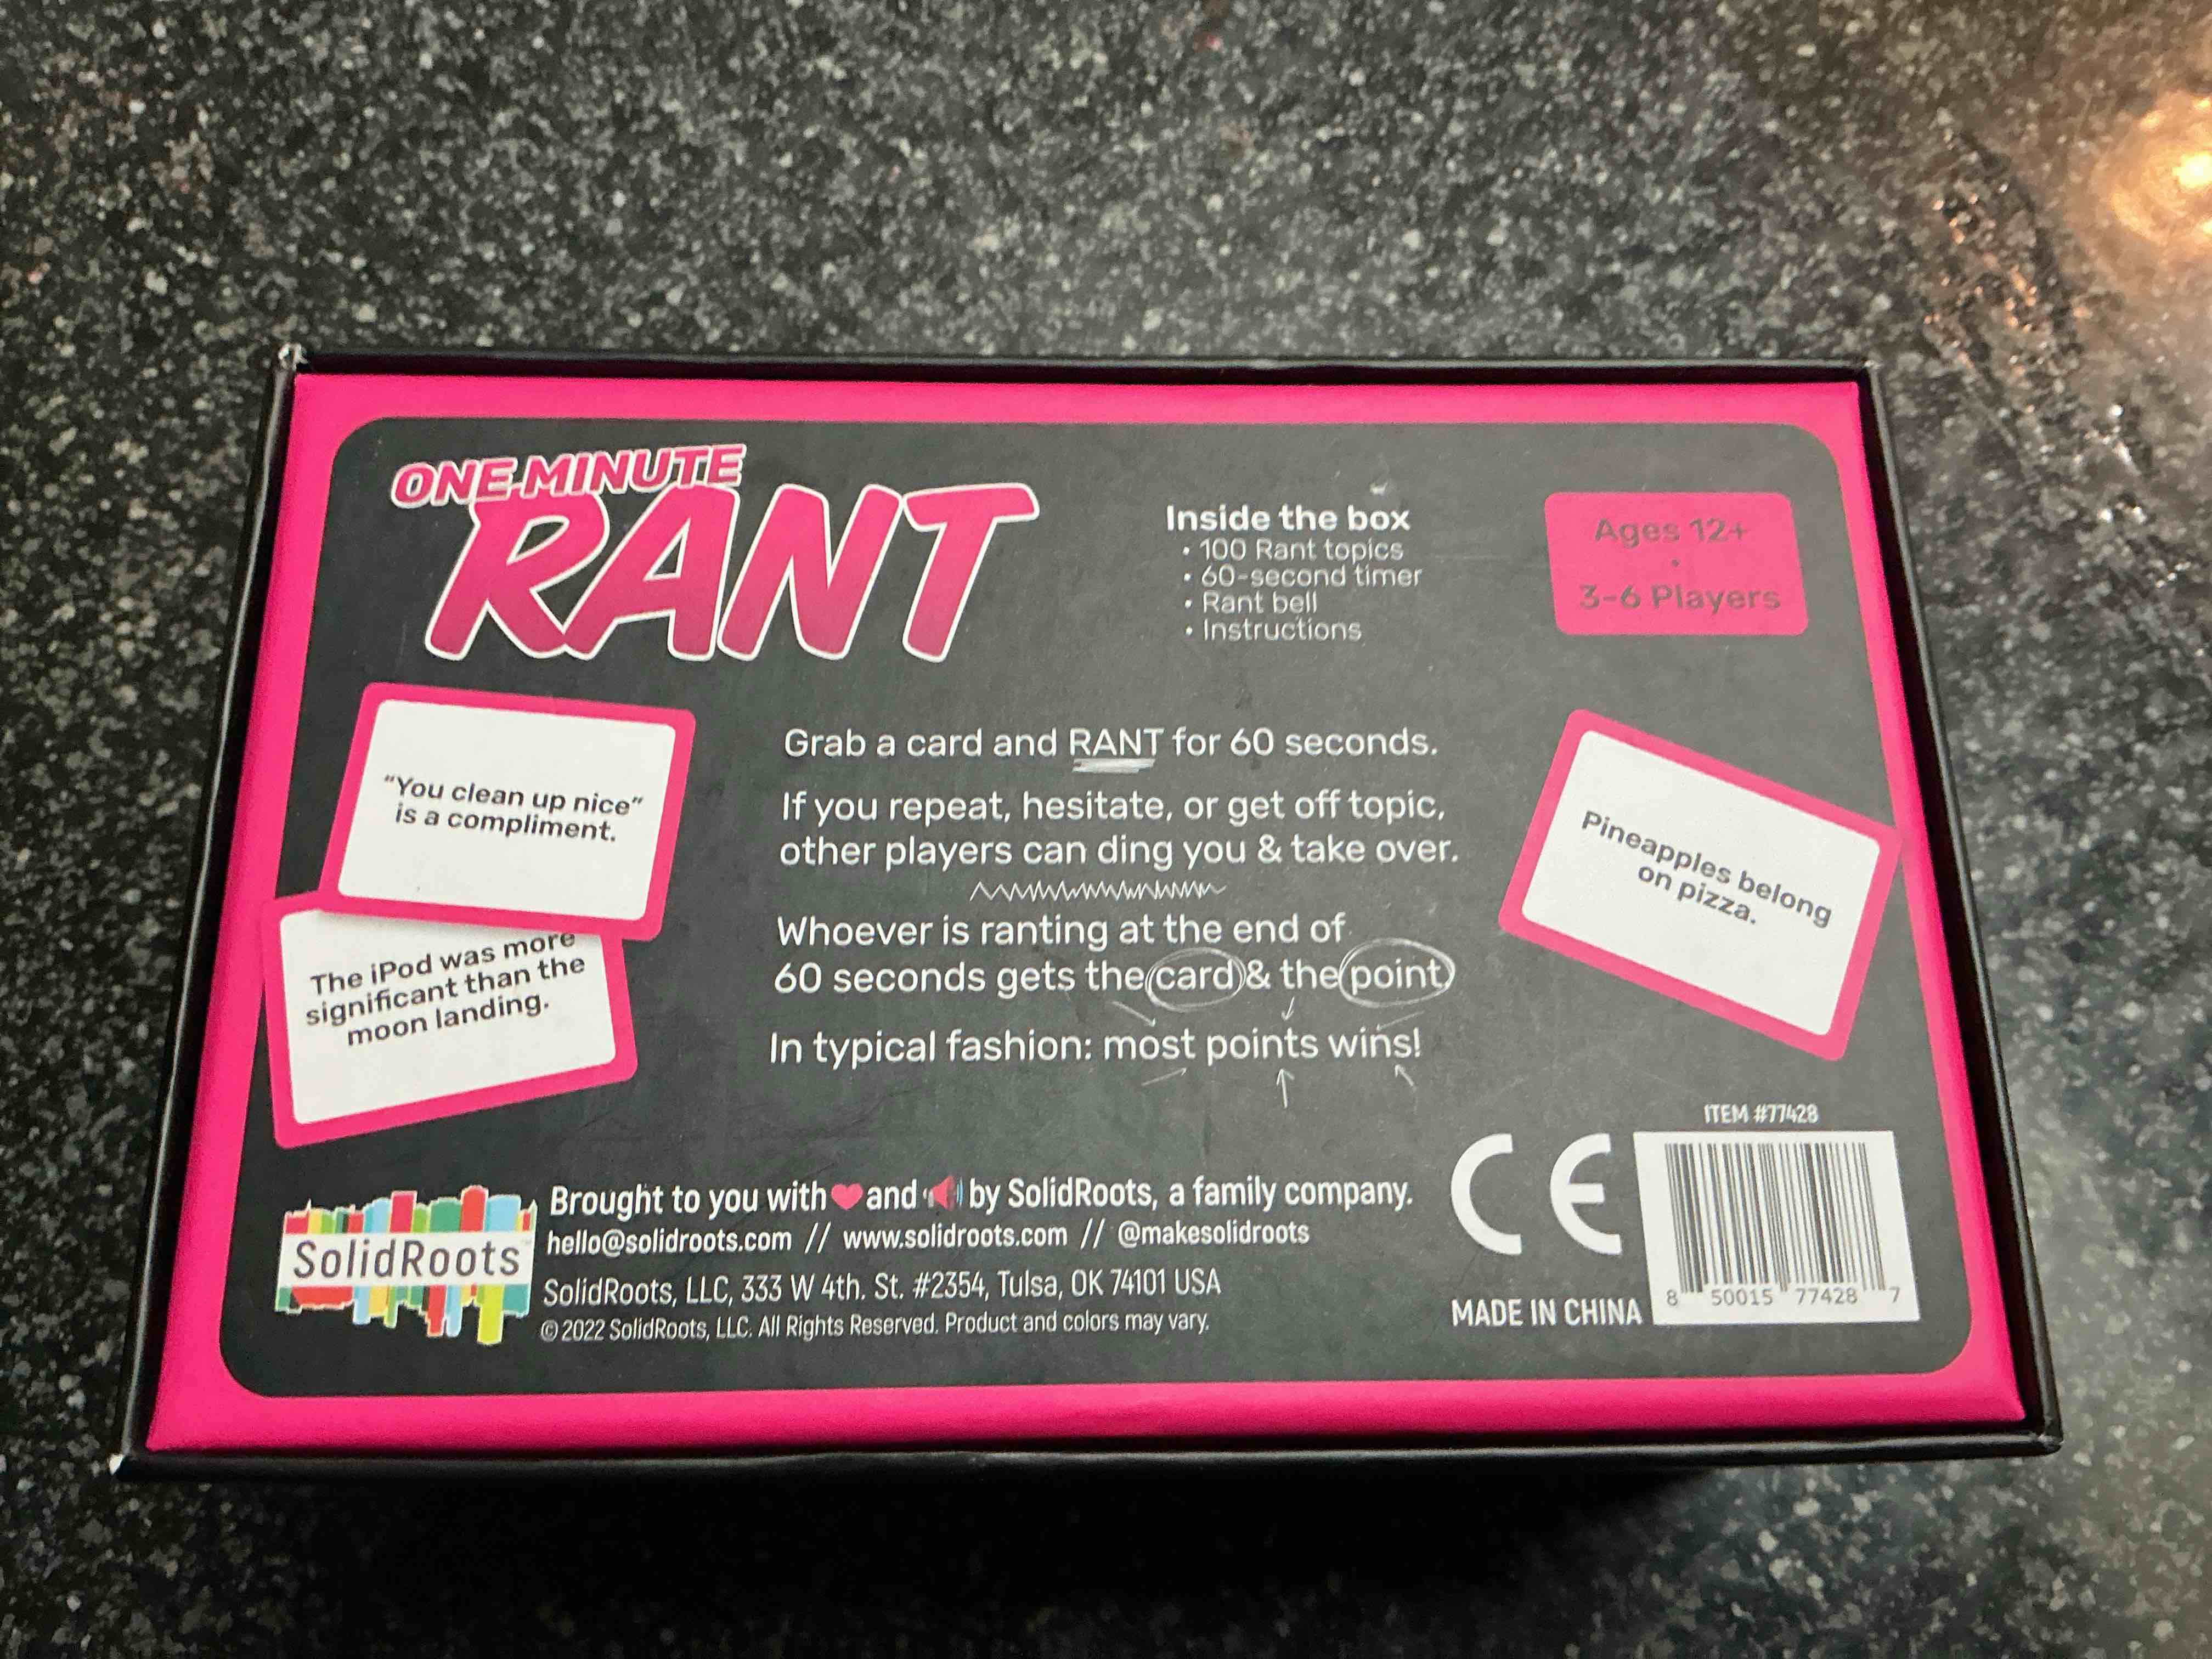 ONE-MINUTE
RANT
Inside the box
• 100 Rant topics
• 60-second timer
• Rant bell
• Instructions
Ages 12+
•
3-6 Players
"You clean up nice"
is a compliment.
The iPod was more
significant than the
moon landing.
Grab a card and RANT for 60 seconds.
If you repeat, hesitate, or get off topic,
other players can ding you & take over.
Whoever is ranting at the end of
60 seconds gets the card & the point
In typical fashion: most points wins!
Pineapples belong
on pizza.
ITEM #77428
SolidRoots™
Brought to you with ❤ and 📢 by SolidRoots, a family company.
hello@solidroots.com // www.solidroots.com // @makesolidroots
SolidRoots, LLC, 333 W 4th. St. #2354, Tulsa, OK 74101 USA
©2022 SolidRoots, LLC. All Rights Reserved. Product and colors may vary.
CE
MADE IN CHINA
8 50015 77428 7